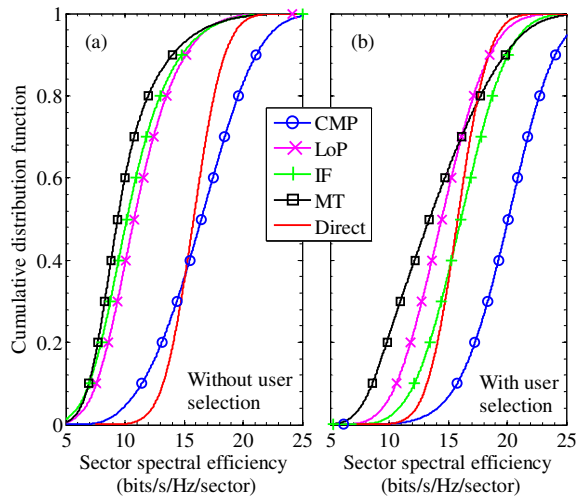 (a)
(b)
Cumulative distribution function
1
0.8
0.6
0.4
0.2
0
CMP
LoP
IF
MT
Direct
Without user
selection
With user
selection
5 10 15 20 25
5 10 15 20 25
Sector spectral efficiency
(bits/s/Hz/sector)
Sector spectral efficiency
(bits/s/Hz/sector)